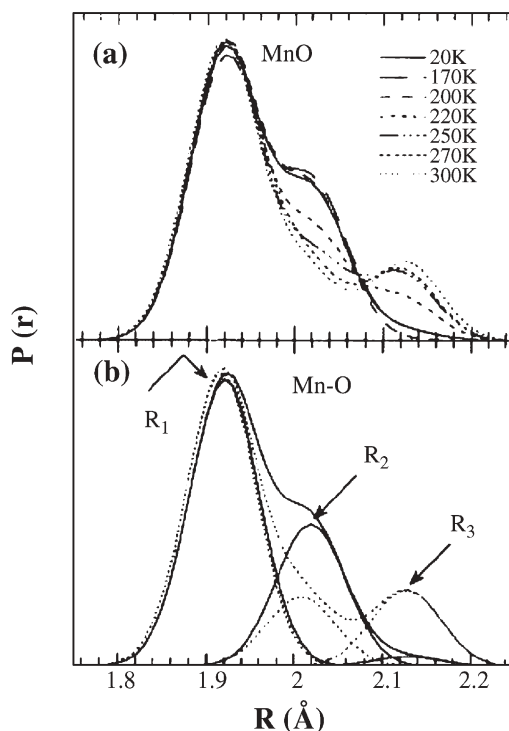 (a)
MnO
20K
170K
200K
220K
250K
270K
300K
P (r)
(b)
Mn-O
R1
R2
R3
1.8 1.9 2 2.1 2.2
R (Å)